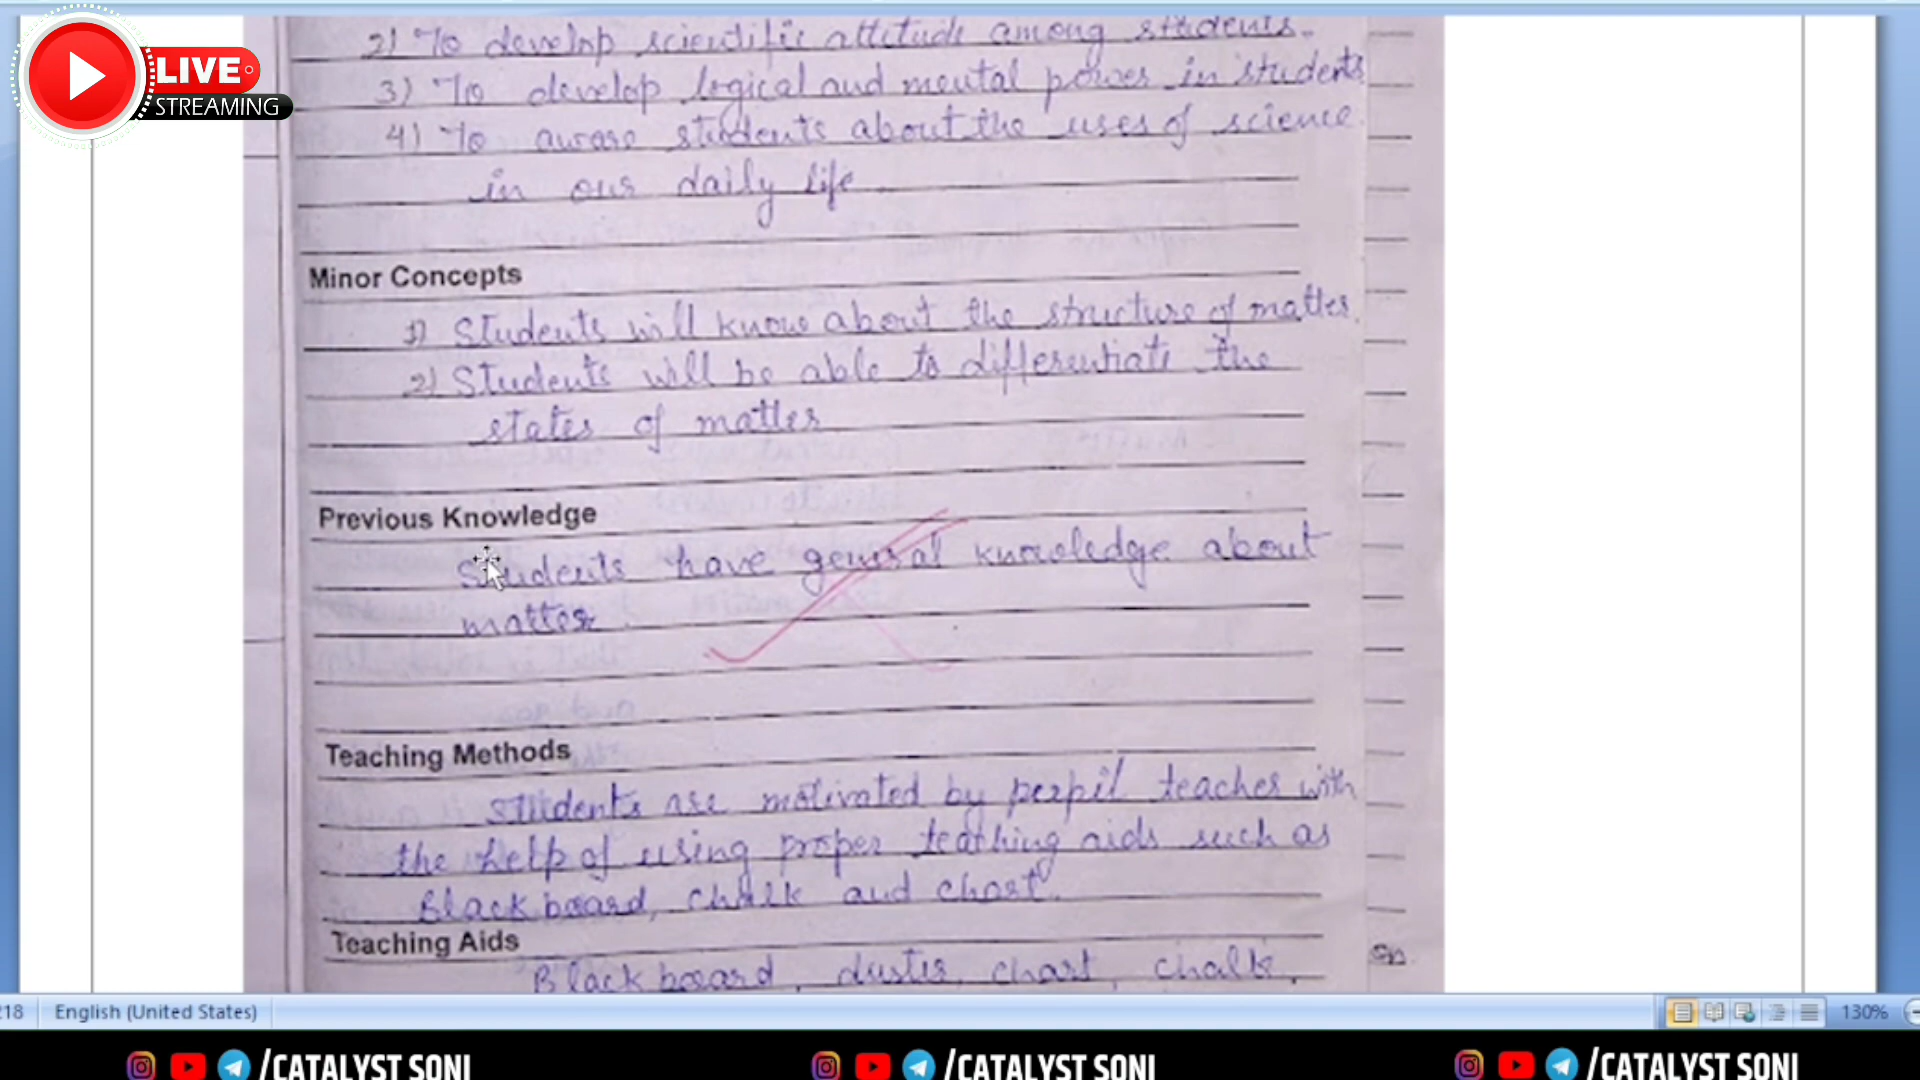 2) To develop scientific attitude among students.
LIVE
STREAMING
3) To develop logical and mental power in students
4) To aware students about the uses of science
in our daily life
Minor Concepts
1) Students will know about the structure of matter.
2) Students will be able to differentiate the
states of matter
Previous Knowledge
Students have general knowledge about
matter.
Teaching Methods
Students are motivated by pupil teacher with
the help of using proper teaching aids such as
Black board, chalk and chart.
Teaching Aids
Black board, duster, chart, chalk,
218 English (United States) 130%
/CATALYST SONI /CATALYST SONI /CATALYST SONI